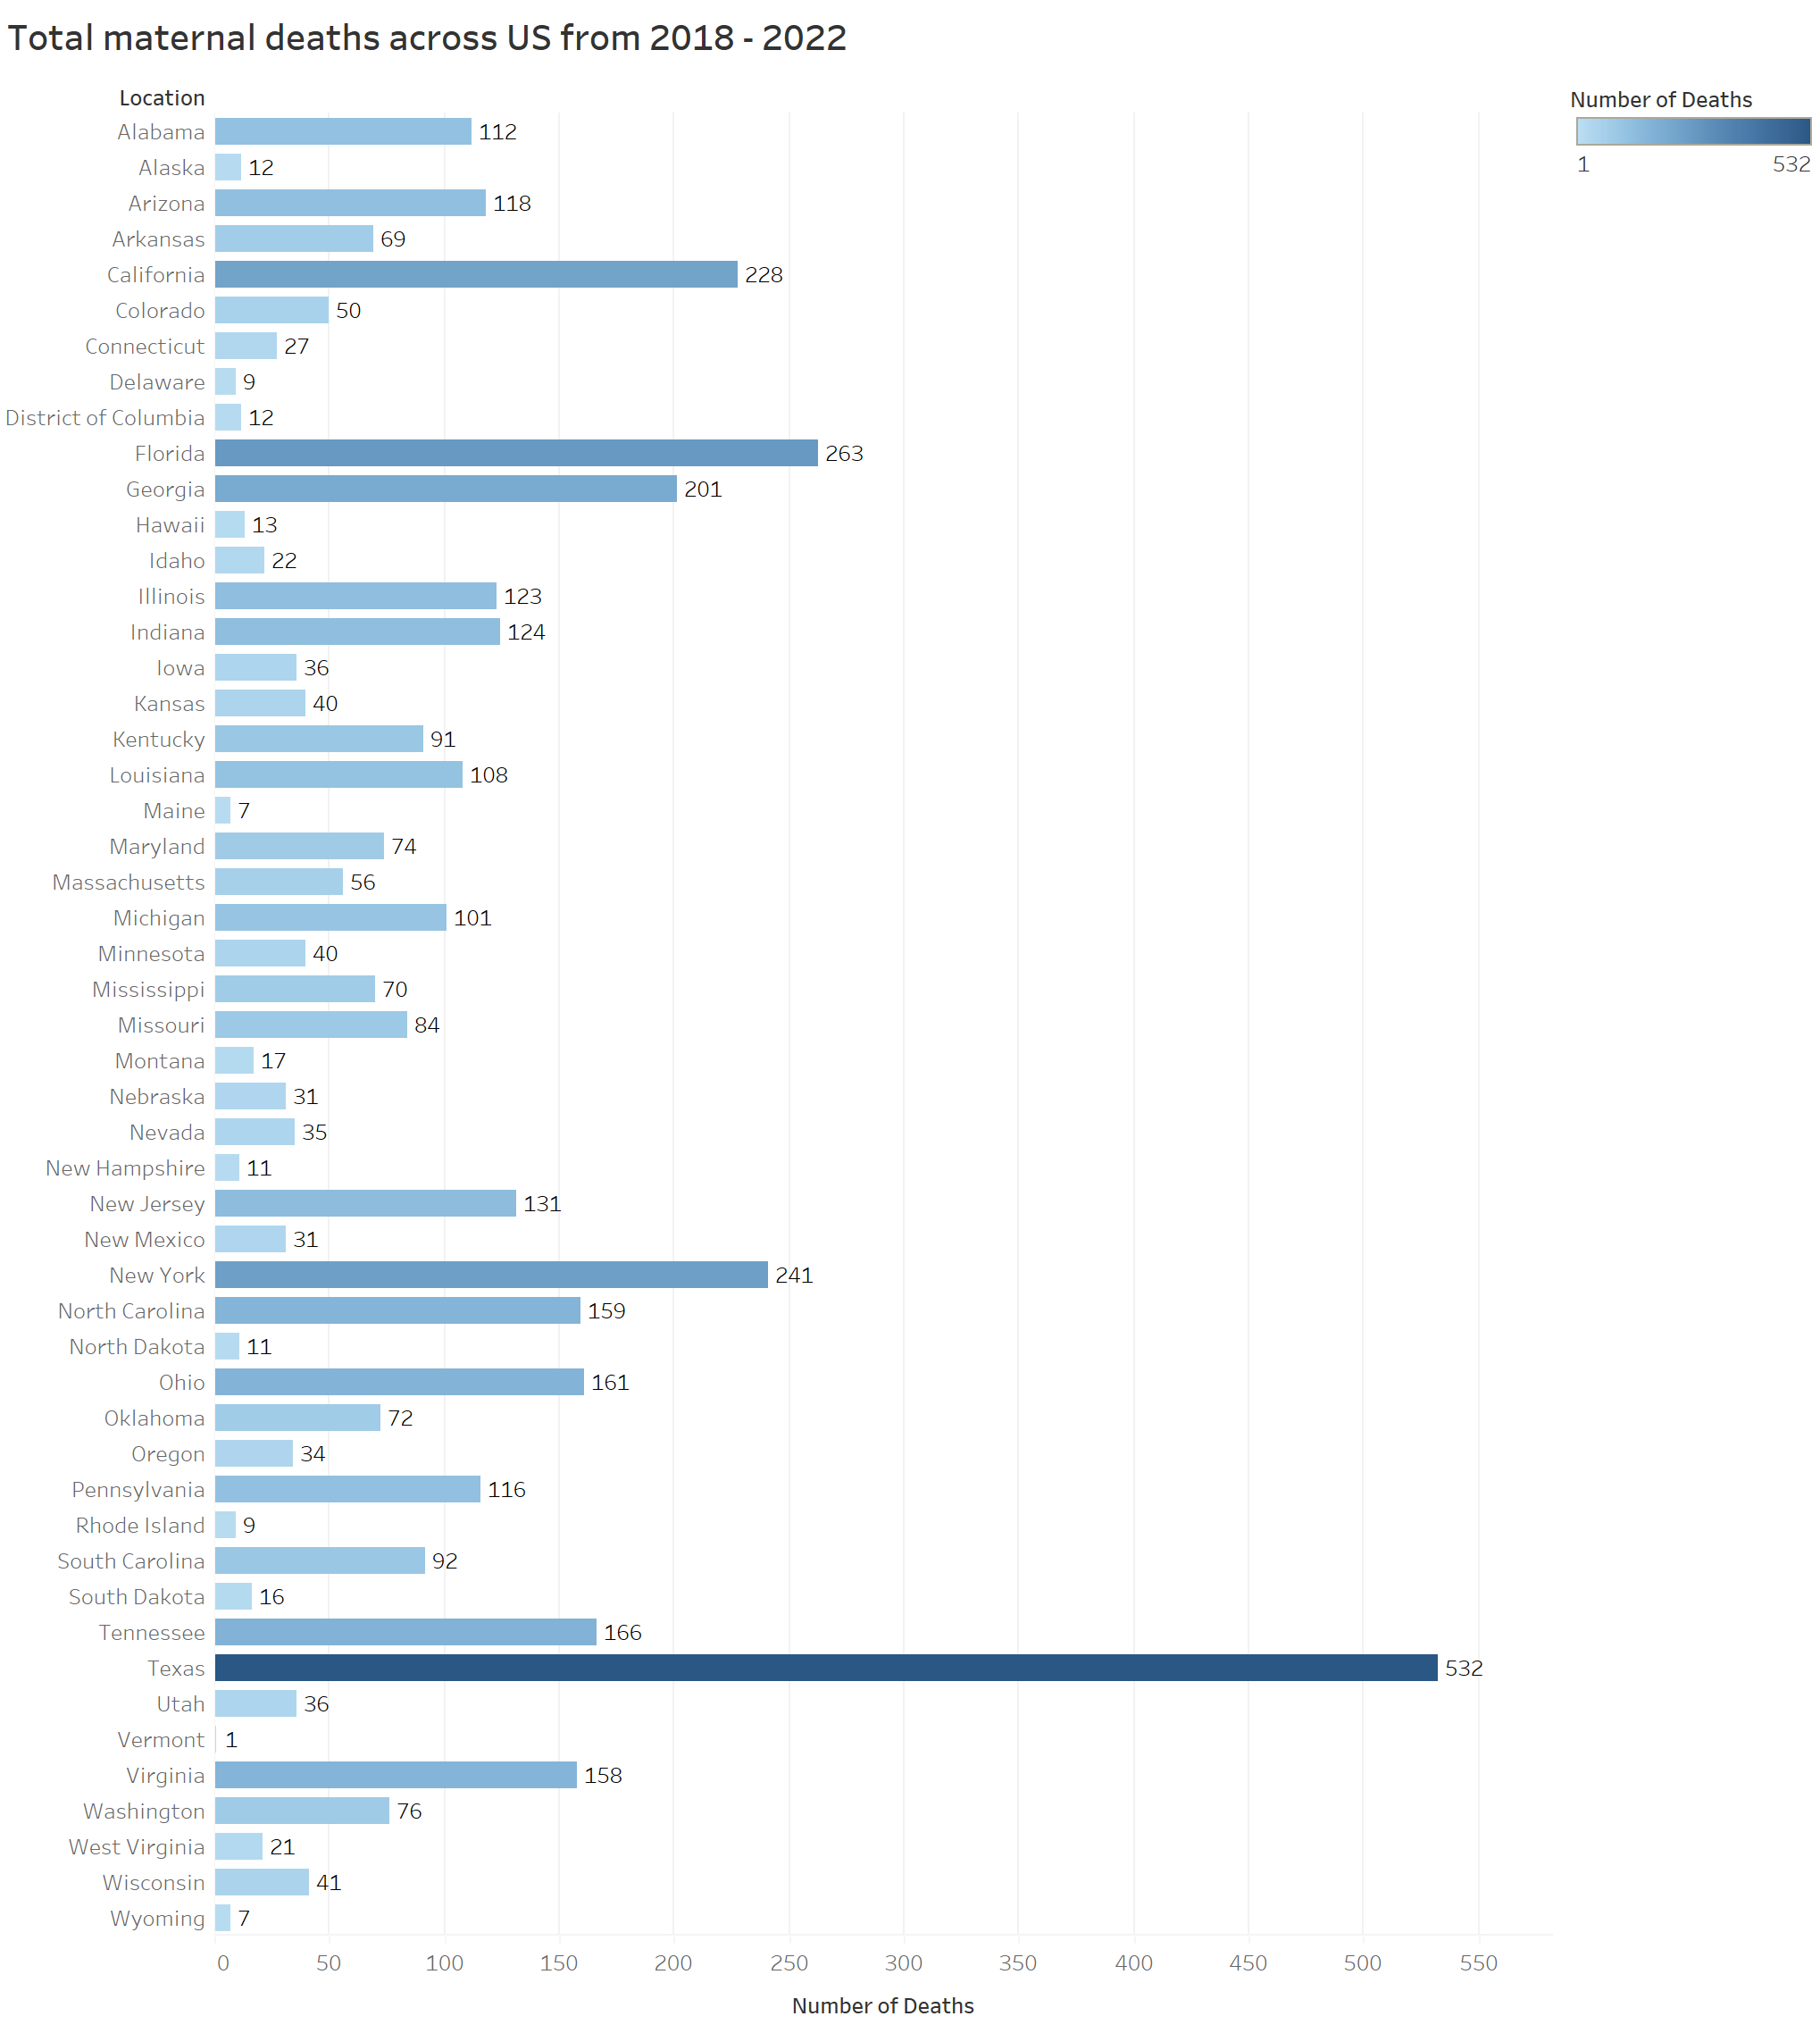 Total maternal deaths across US from 2018 - 2022
Location
Number of Deaths
1 532
Alabama 112
Alaska 12
Arizona 118
Arkansas 69
California 228
Colorado 50
Connecticut 27
Delaware 9
District of Columbia 12
Florida 263
Georgia 201
Hawaii 13
Idaho 22
Illinois 123
Indiana 124
Iowa 36
Kansas 40
Kentucky 91
Louisiana 108
Maine 7
Maryland 74
Massachusetts 56
Michigan 101
Minnesota 40
Mississippi 70
Missouri 84
Montana 17
Nebraska 31
Nevada 35
New Hampshire 11
New Jersey 131
New Mexico 31
New York 241
North Carolina 159
North Dakota 11
Ohio 161
Oklahoma 72
Oregon 34
Pennsylvania 116
Rhode Island 9
South Carolina 92
South Dakota 16
Tennessee 166
Texas 532
Utah 36
Vermont 1
Virginia 158
Washington 76
West Virginia 21
Wisconsin 41
Wyoming 7
0 50 100 150 200 250 300 350 400 450 500 550
Number of Deaths